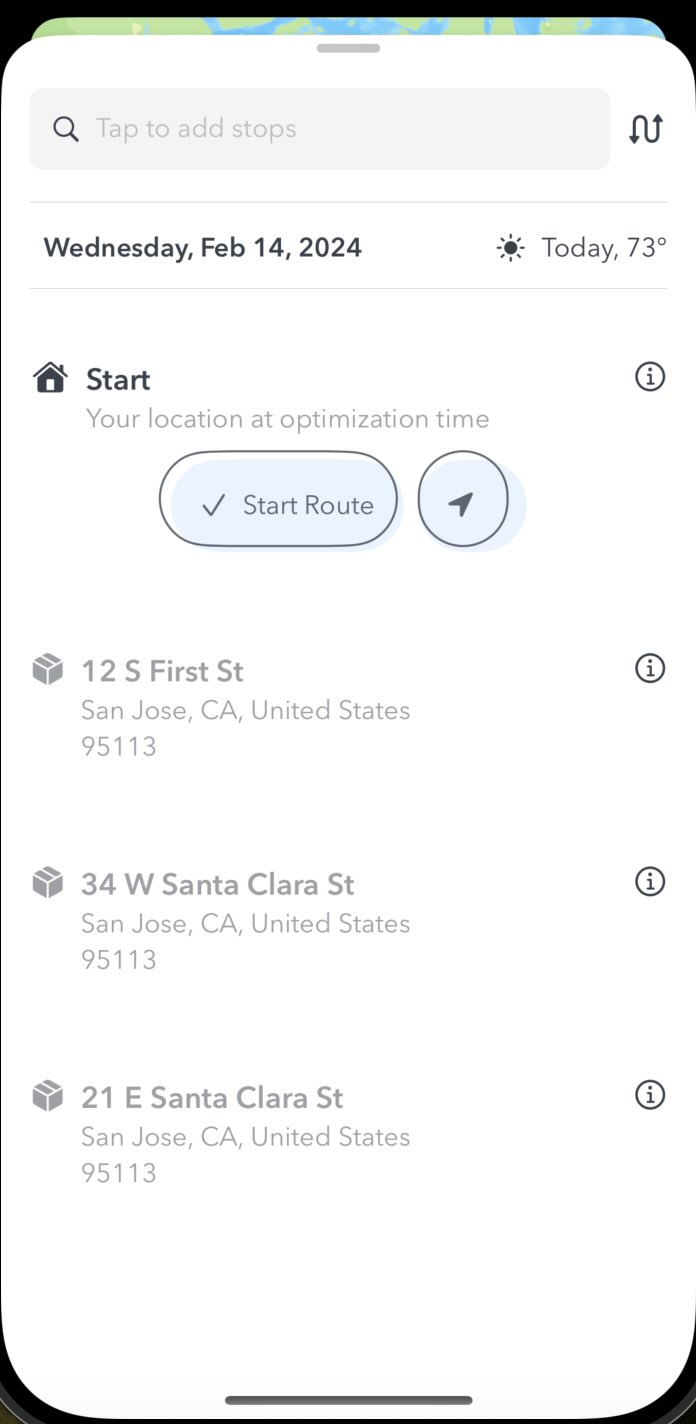 Tap to add stops
Wednesday, Feb 14, 2024
Today, 73°
Start
Your location at optimization time
Start Route
12 S First St
San Jose, CA, United States
95113
34 W Santa Clara St
San Jose, CA, United States
95113
21 E Santa Clara St
San Jose, CA, United States
95113